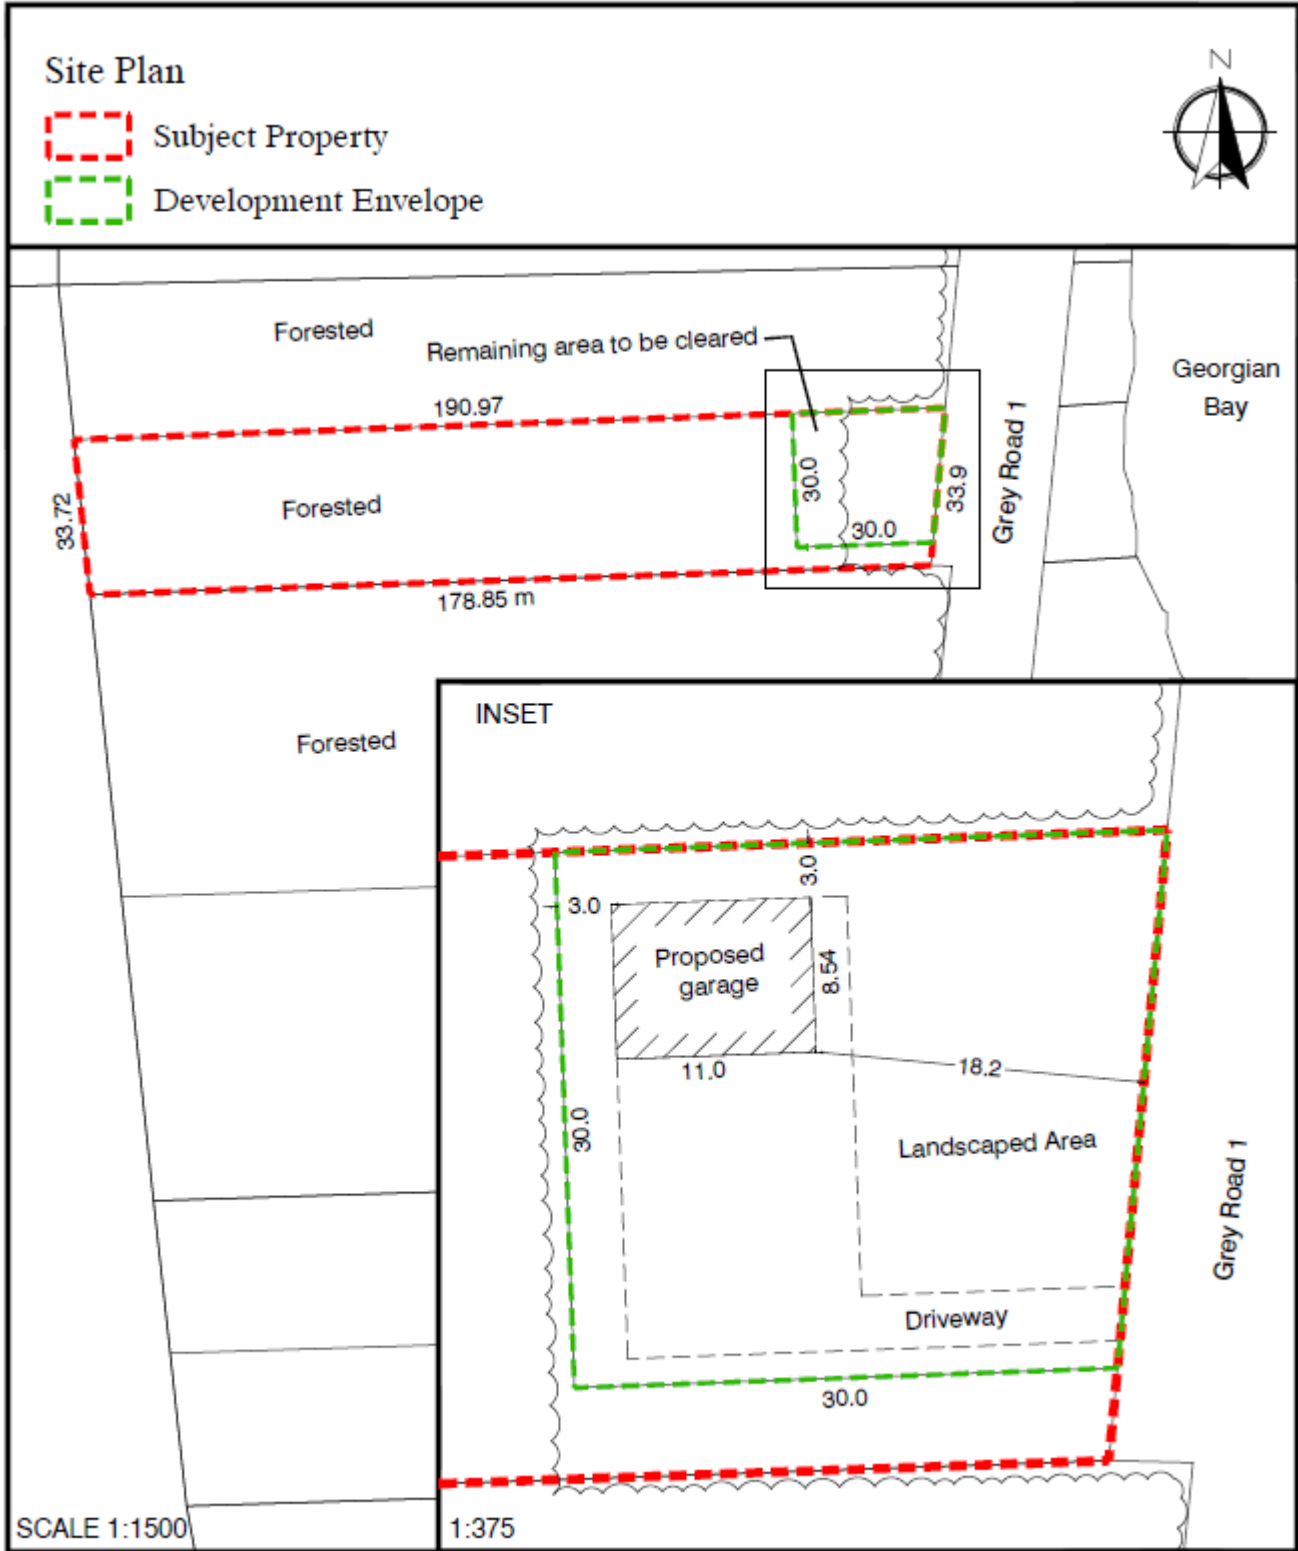 N
Site Plan
Subject Property
Development Envelope
Forested
Remaining area to be cleared
Georgian
Bay
190.97
Grey Road 1
33.72
Forested
30.0
33.9
30.0
178.85 m
Forested
INSET
3.0
3.0
Proposed
garage
8.54
11.0
18.2
30.0
Landscaped Area
Grey Road 1
Driveway
30.0
SCALE 1:1500
1:375